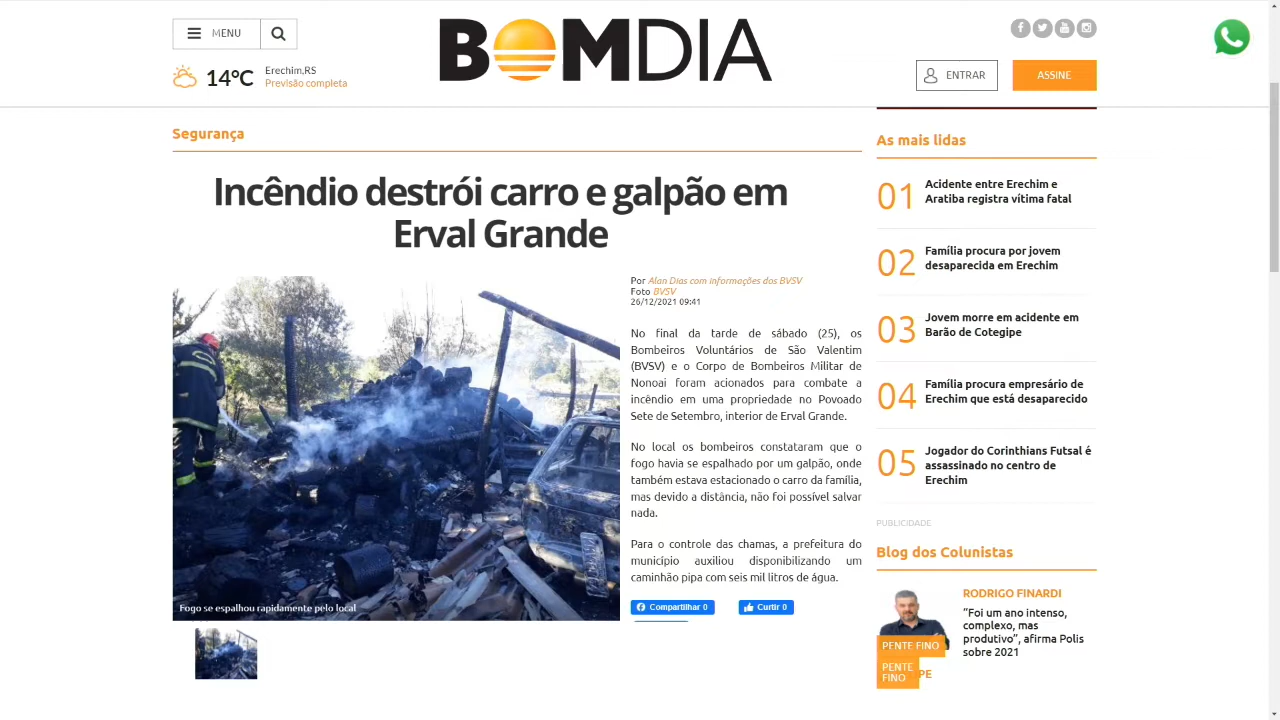 MENU
BOMDIA
14°C
Erechim,RS
Previsão completa
ENTRAR
ASSINE
Segurança
Incêndio destrói carro e galpão em
Erval Grande
Fogo se espalhou rapidamente pelo local
Por Alan Dias com informações das BVSV
Foto BVSV
26/12/2021 09:41
No final da tarde de sábado (25), os
Bombeiros Voluntários de São Valentim
(BVSV) e o Corpo de Bombeiros Militar de
Nonoai foram acionados para combate a
incêndio em uma propriedade no Povoado
Sete de Setembro, interior de Erval Grande.
No local os bombeiros constataram que o
fogo havia se espalhado por um galpão, onde
também estava estacionado o carro da família,
mas devido a distância, não foi possível salvar
nada.
Para o controle das chamas, a prefeitura do
município auxiliou disponibilizando um
caminhão pipa com seis mil litros de água.
Compartilhar 0
Curtir 0
As mais lidas
01
Acidente entre Erechim e
Aratiba registra vítima fatal
02
Família procura por jovem
desaparecida em Erechim
03
Jovem morre em acidente em
Barão de Cotegipe
04
Família procura empresário de
Erechim que está desaparecido
05
Jogador do Corinthians Futsal é
assassinado no centro de
Erechim
PUBLICIDADE
Blog dos Colunistas
RODRIGO FINARDI
“Foi um ano intenso,
complexo, mas
produtivo”, afirma Polis
sobre 2021
PENTE FINO
PENTE
FINO